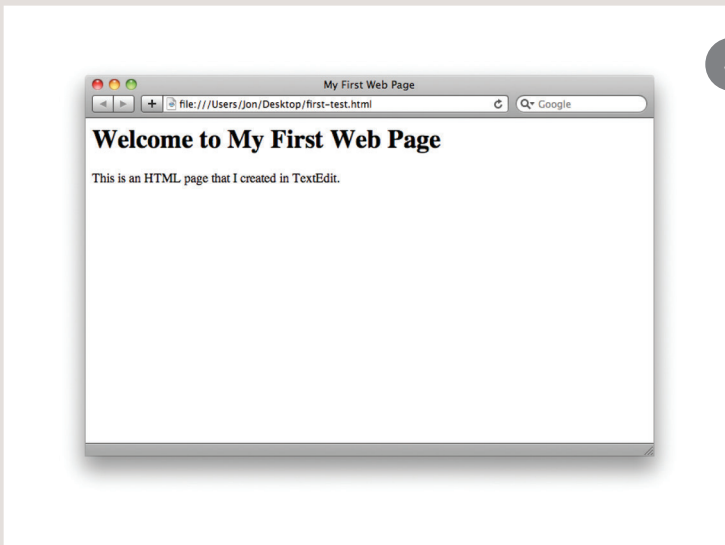 My First Web Page
file:///Users/Jon/Desktop/first-test.html
Google
Welcome to My First Web Page
This is an HTML page that I created in TextEdit.